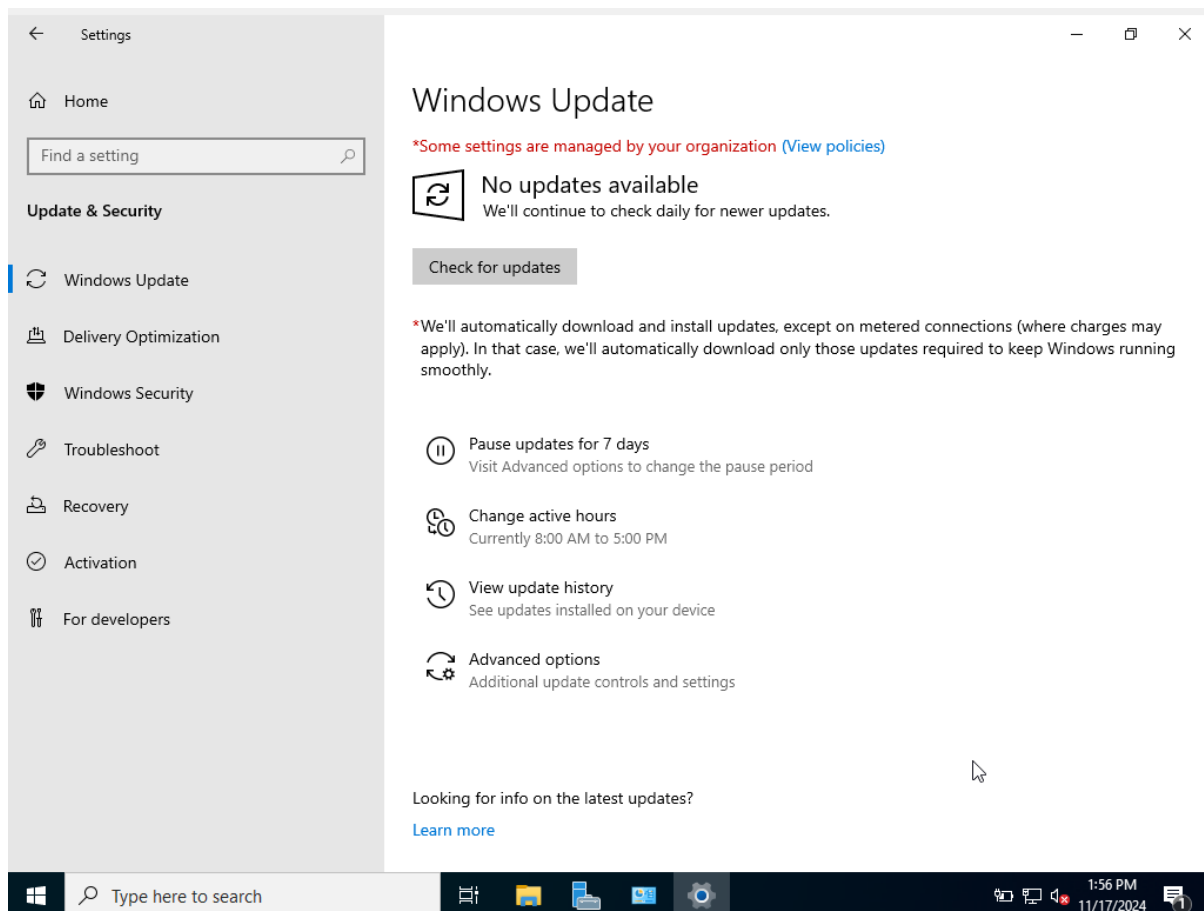 Settings
Home
Find a setting
Update & Security
Windows Update
Delivery Optimization
Windows Security
Troubleshoot
Recovery
Activation
For developers
Windows Update
*Some settings are managed by your organization (View policies)
No updates available
We'll continue to check daily for newer updates.
Check for updates
*We'll automatically download and install updates, except on metered connections (where charges may
apply). In that case, we'll automatically download only those updates required to keep Windows running
smoothly.
Pause updates for 7 days
Visit Advanced options to change the pause period
Change active hours
Currently 8:00 AM to 5:00 PM
View update history
See updates installed on your device
Advanced options
Additional update controls and settings
Looking for info on the latest updates?
Learn more
Type here to search
1:56 PM
11/17/2024
1